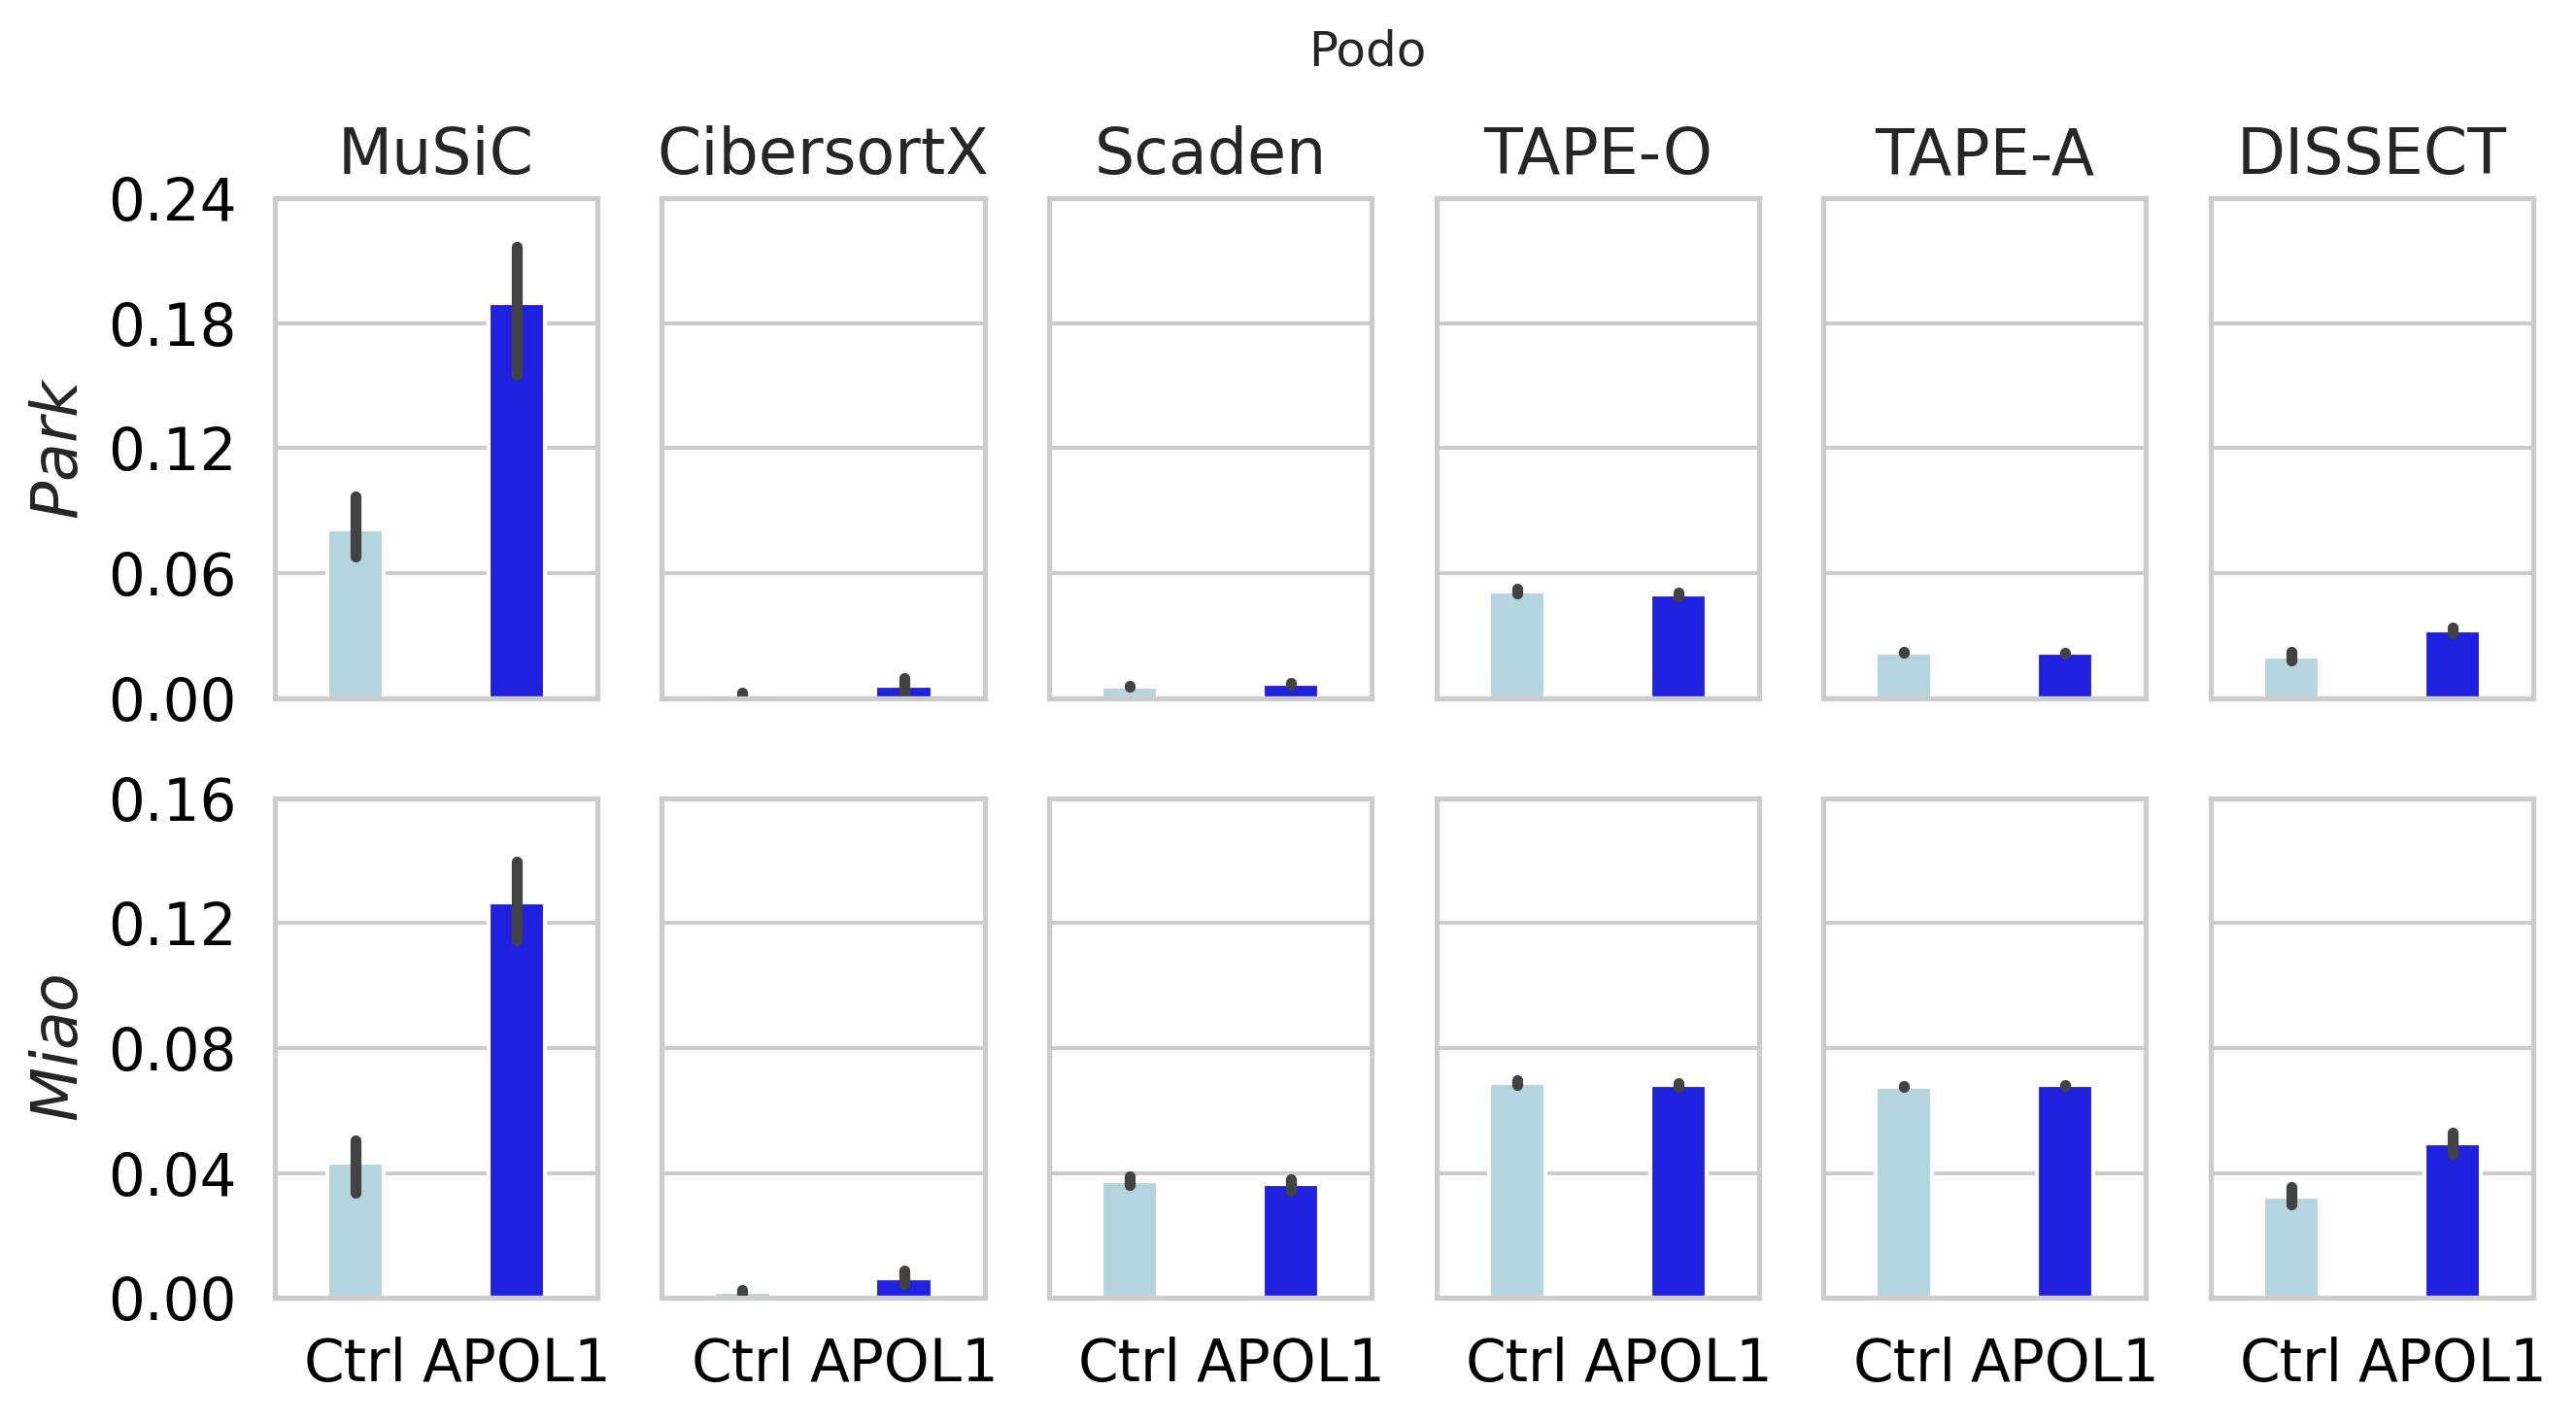 Podo
MuSiC CibersortX Scaden TAPE-O TAPE-A DISSECT
0.24
0.18
0.12
0.06
0.00
Park
0.16
0.12
0.08
0.04
0.00
Miao
Ctrl APOL1 Ctrl APOL1 Ctrl APOL1 Ctrl APOL1 Ctrl APOL1 Ctrl APOL1